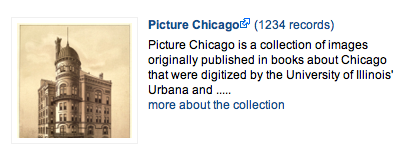 Picture Chicago (1234 records)
Picture Chicago is a collection of images
originally published in books about Chicago
that were digitized by the University of Illinois'
Urbana and .....
more about the collection